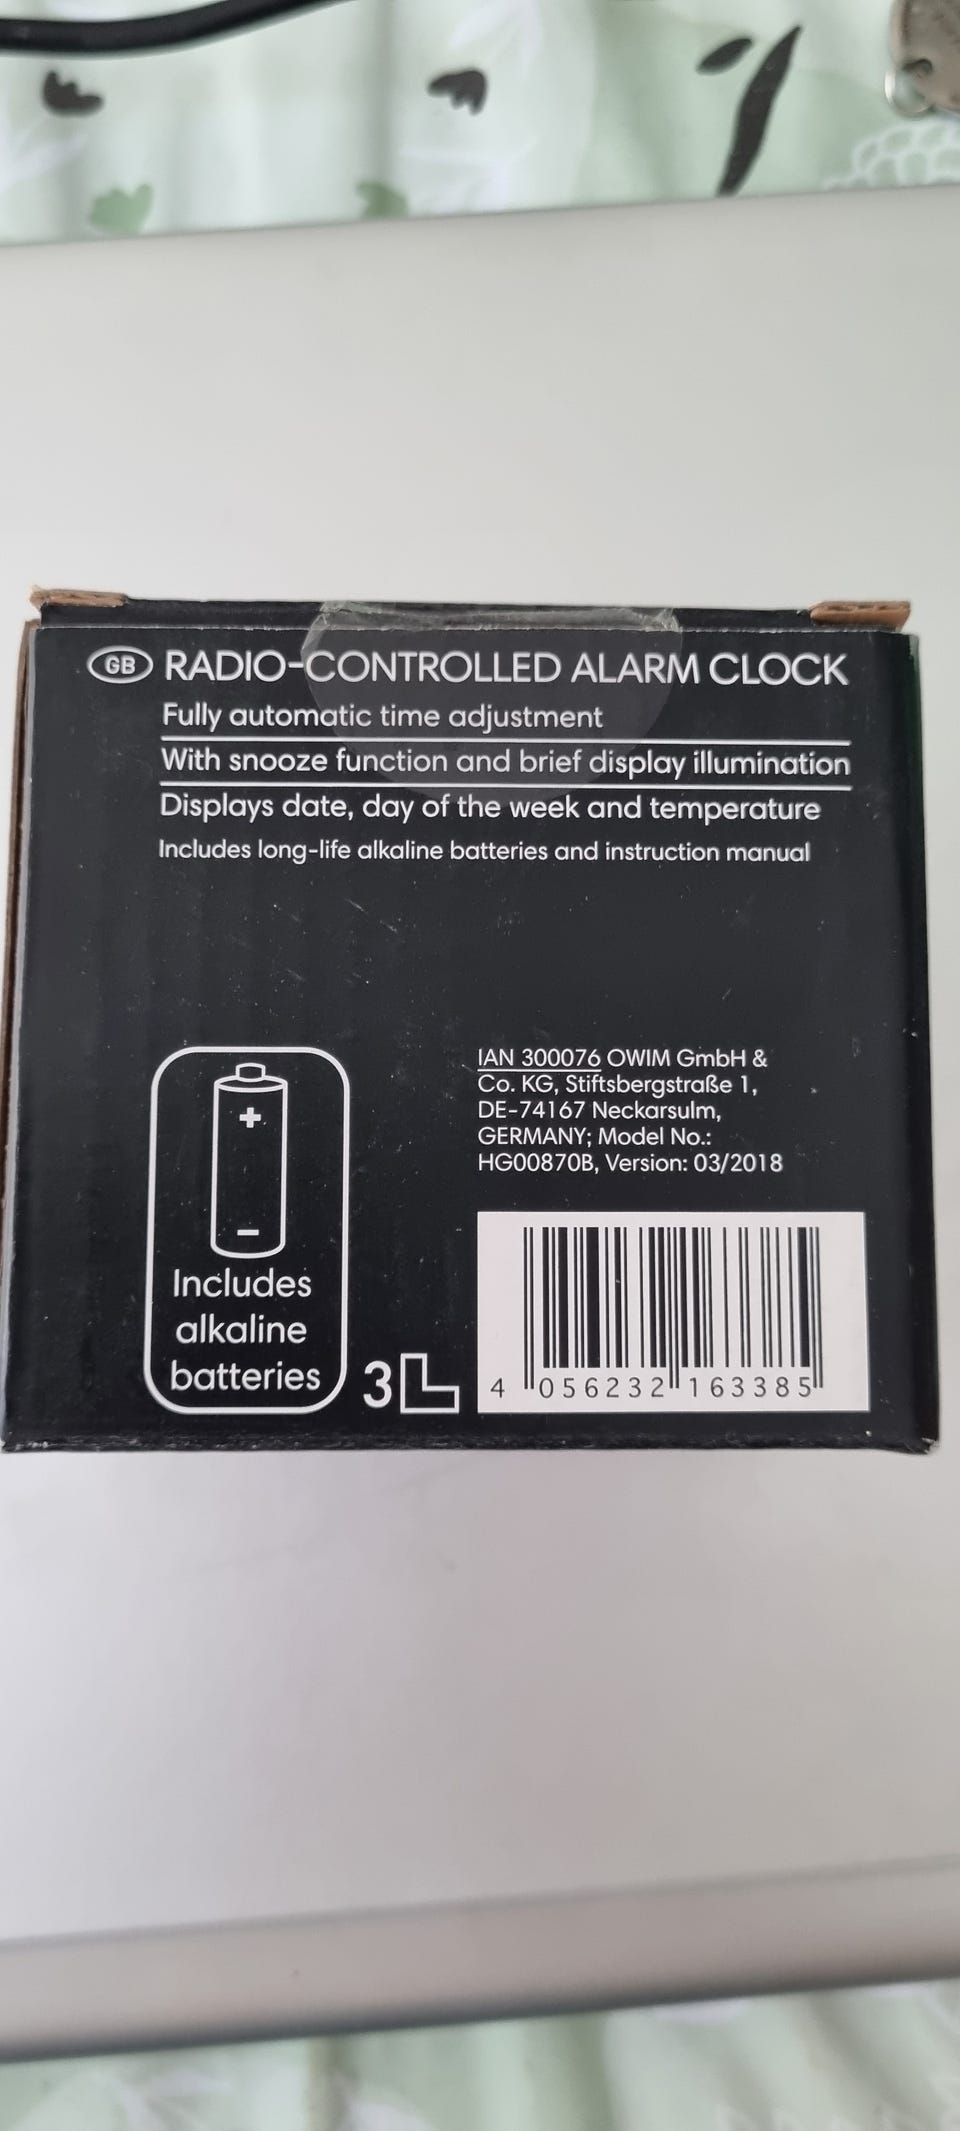 GB RADIO-CONTROLLED ALARM CLOCK
Fully automatic time adjustment
With snooze function and brief display illumination
Displays date, day of the week and temperature
Includes long-life alkaline batteries and instruction manual
IAN 300076 OWIM GmbH &
Co. KG, Stiftsbergstraße 1,
DE-74167 Neckarsulm,
GERMANY; Model No.:
HG00870B, Version: 03/2018
+
–
Includes
alkaline
batteries
3L
4 056232 163385